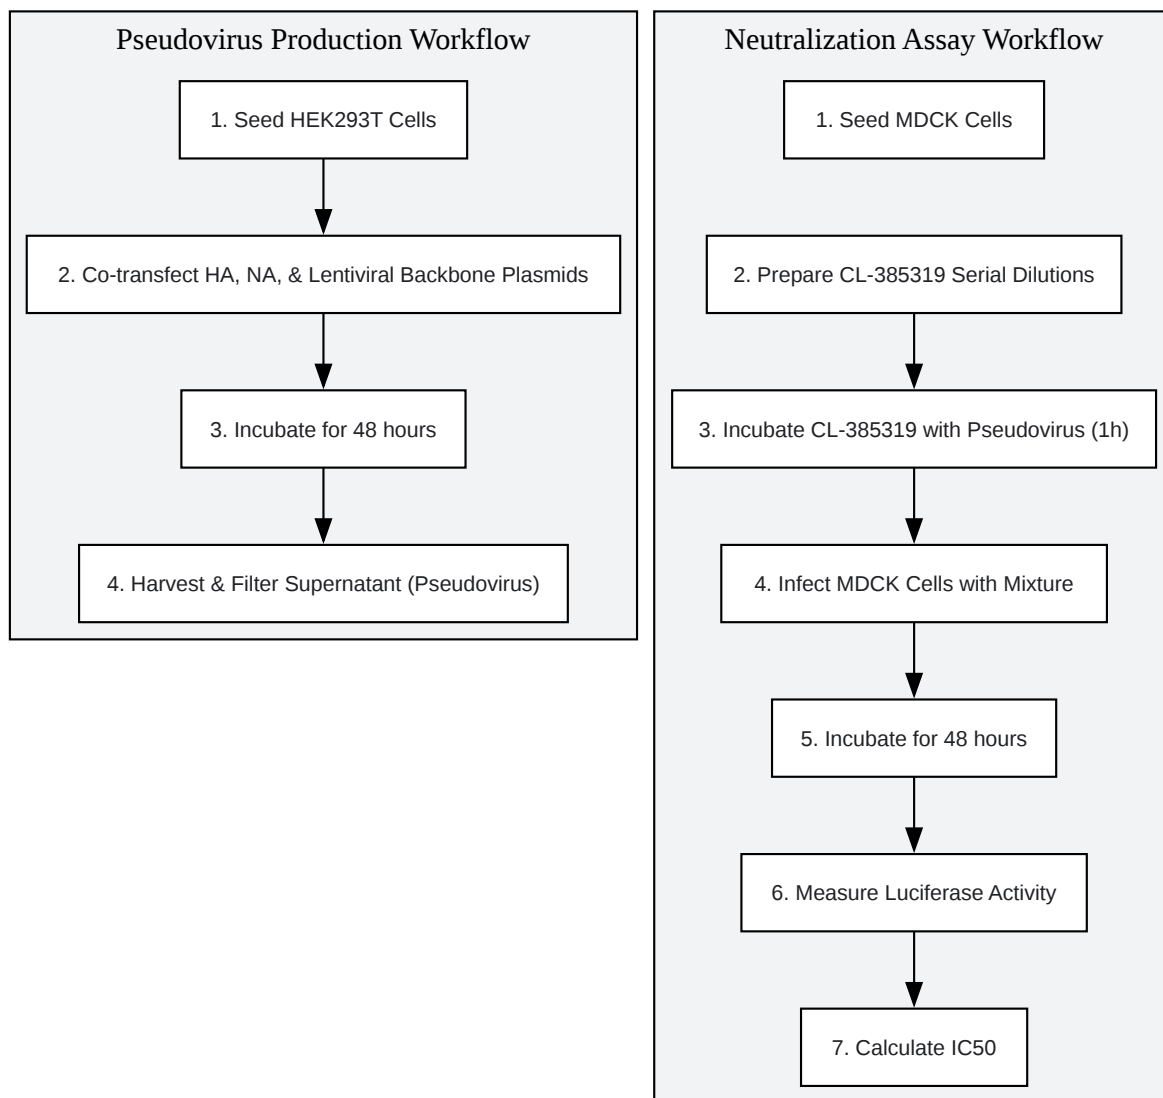 Pseudovirus Production Workflow
1. Seed HEK293T Cells
2. Co-transfect HA, NA, & Lentiviral Backbone Plasmids
3. Incubate for 48 hours
4. Harvest & Filter Supernatant (Pseudovirus)
Neutralization Assay Workflow
1. Seed MDCK Cells
2. Prepare CL-385319 Serial Dilutions
3. Incubate CL-385319 with Pseudovirus (1h)
4. Infect MDCK Cells with Mixture
5. Incubate for 48 hours
6. Measure Luciferase Activity
7. Calculate IC50